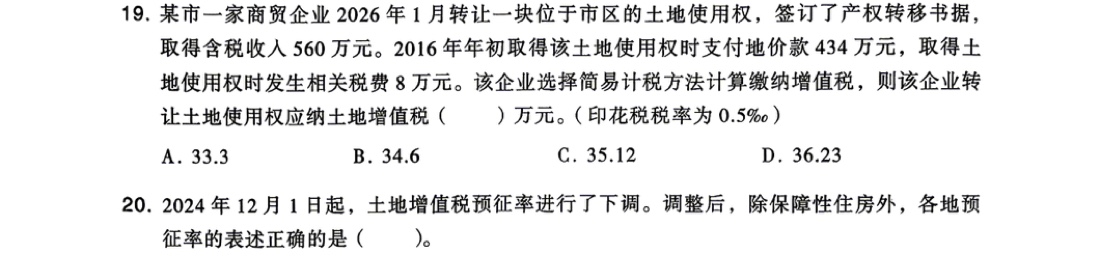 19. 某市一家商贸企业 2026 年 1 月转让一块位于市区的土地使用权，签订了产权转移书据，
取得含税收入 560 万元。2016 年年初取得该土地使用权时支付地价款 434 万元，取得土
地使用权时发生相关税费 8 万元。该企业选择简易计税方法计算缴纳增值税，则该企业转
让土地使用权应纳土地增值税（　　）万元。（印花税税率为 0.5‰）
A. 33.3　B. 34.6　C. 35.12　D. 36.23
20. 2024 年 12 月 1 日起，土地增值税预征率进行了下调。调整后，除保障性住房外，各地预
征率的表述正确的是（　　）。